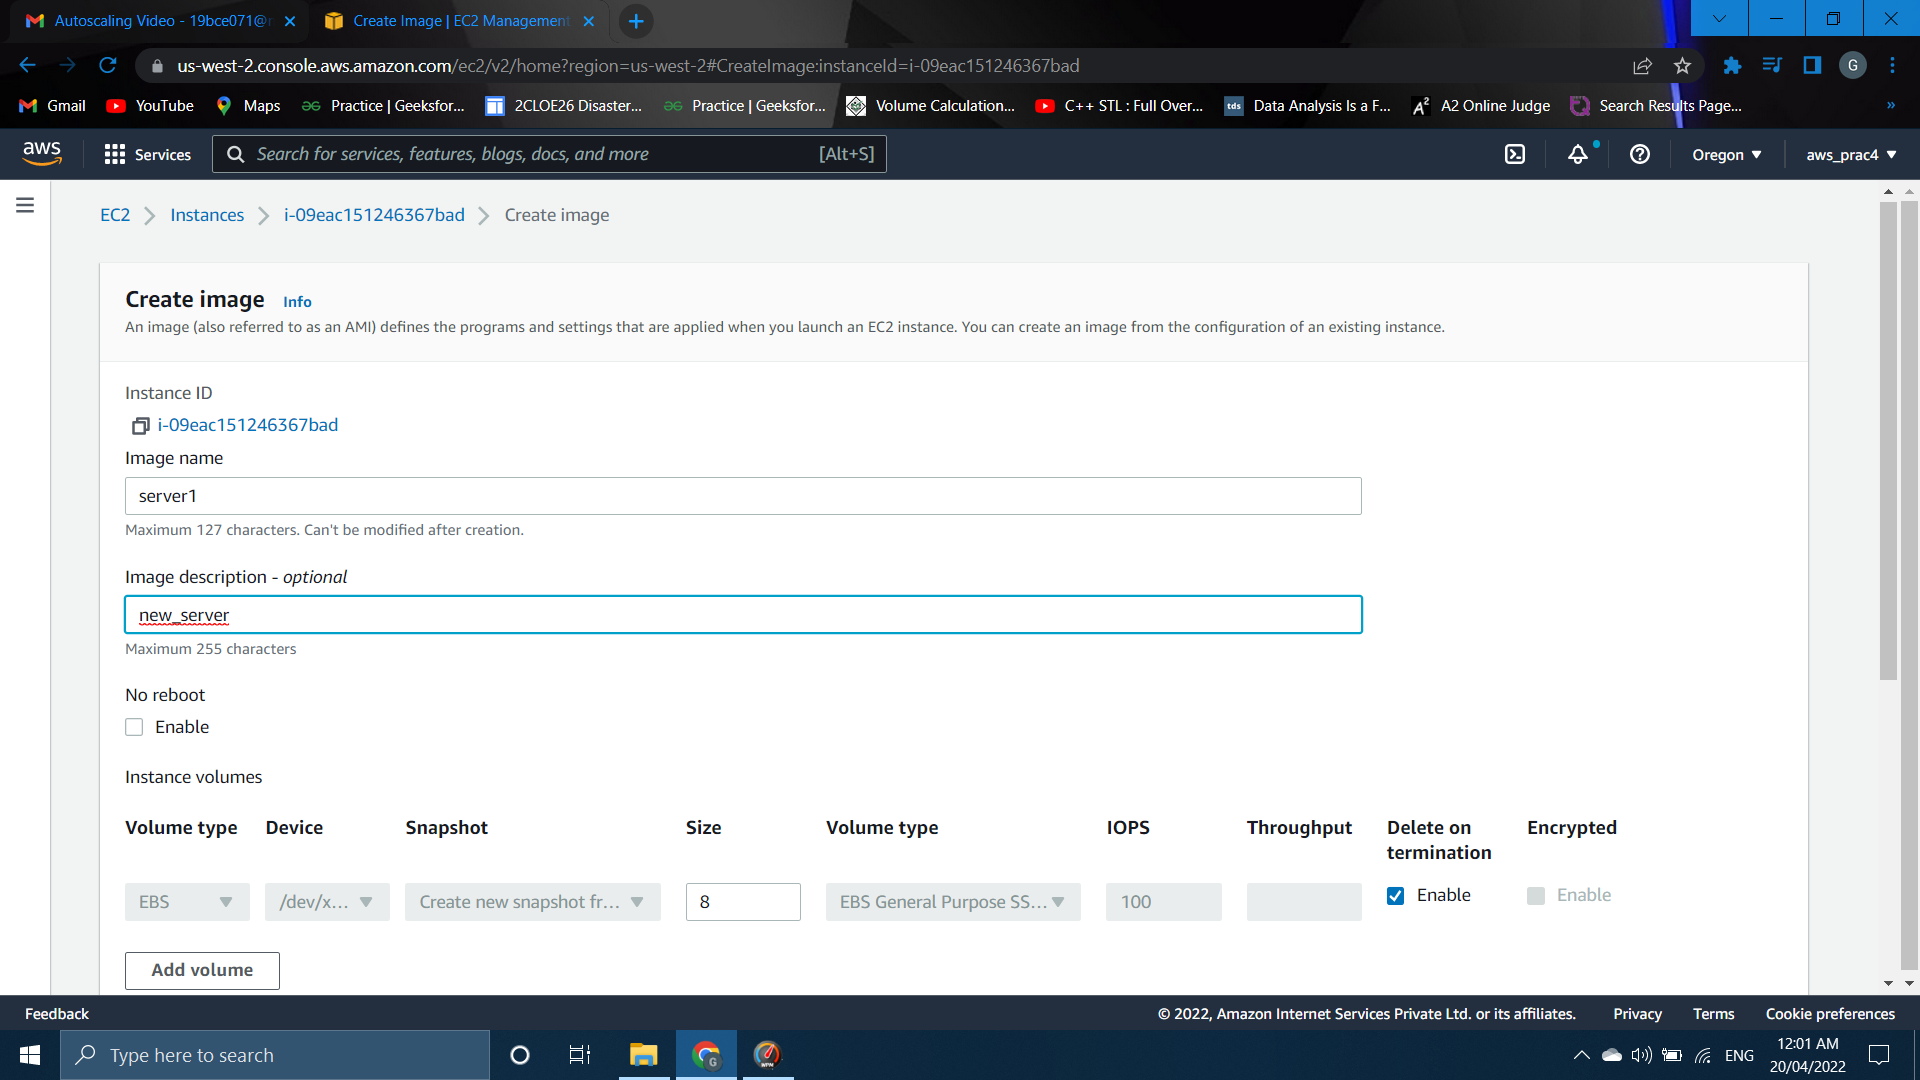 Autoscaling Video - 19bce071@
Create Image | EC2 Management
us-west-2.console.aws.amazon.com/ec2/v2/home?region=us-west-2#CreateImage:instanceId=i-09eac151246367bad
G
Gmail
YouTube
Maps
Practice | Geeksfor...
2CLOE26 Disaster...
Practice | Geeksfor...
Volume Calculation...
C++ STL : Full Over...
tds
Data Analysis Is a F...
A2 Online Judge
Search Results Page...
»
aws
Services
Search for services, features, blogs, docs, and more
[Alt+S]
Oregon
aws_prac4
EC2
Instances
i-09eac151246367bad
Create image
Create image
Info
An image (also referred to as an AMI) defines the programs and settings that are applied when you launch an EC2 instance. You can create an image from the configuration of an existing instance.
Instance ID
i-09eac151246367bad
Image name
server1
Maximum 127 characters. Can't be modified after creation.
Image description - optional
new_server
Maximum 255 characters
No reboot
Enable
Instance volumes
Volume type
Device
Snapshot
Size
Volume type
IOPS
Throughput
Delete on
termination
Encrypted
EBS
/dev/x...
Create new snapshot fr...
8
EBS General Purpose SS...
100
Enable
Enable
Add volume
Feedback
© 2022, Amazon Internet Services Private Ltd. or its affiliates.
Privacy
Terms
Cookie preferences
Type here to search
G
ENG
12:01 AM
20/04/2022